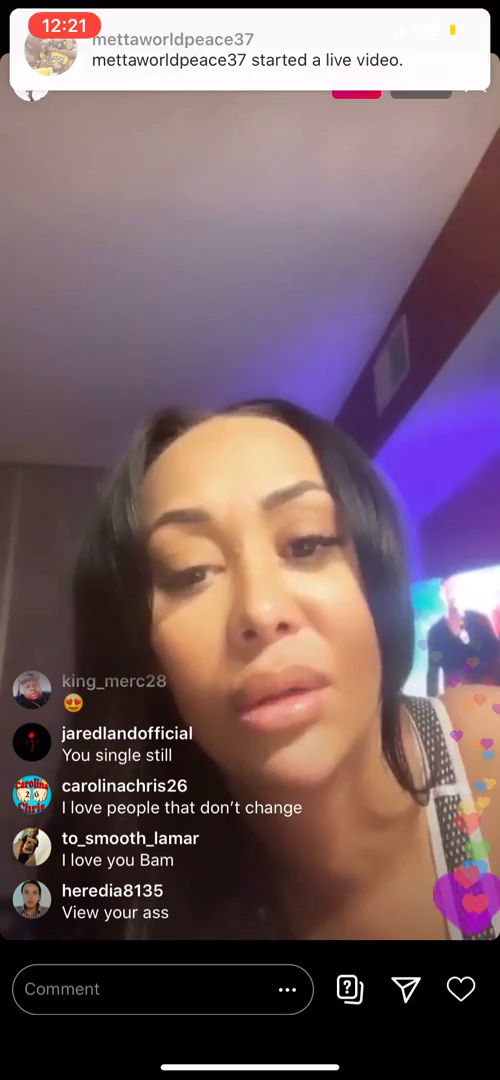 12:21
mettaworldpeace37
mettaworldpeace37 started a live video.
king_merc28
😍
jaredlandofficial
You single still
carolinachris26
I love people that don’t change
to_smooth_lamar
I love you Bam
heredia8135
View your ass
Comment